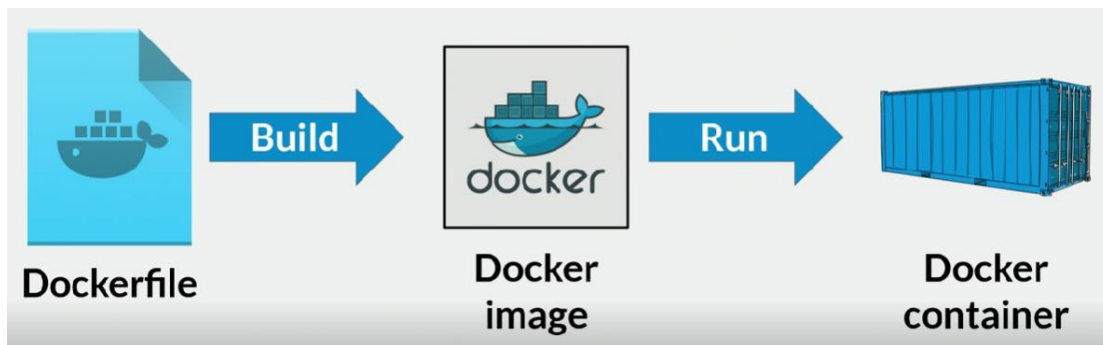 Dockerfile
Build
docker
Docker
image
Run
Docker
container